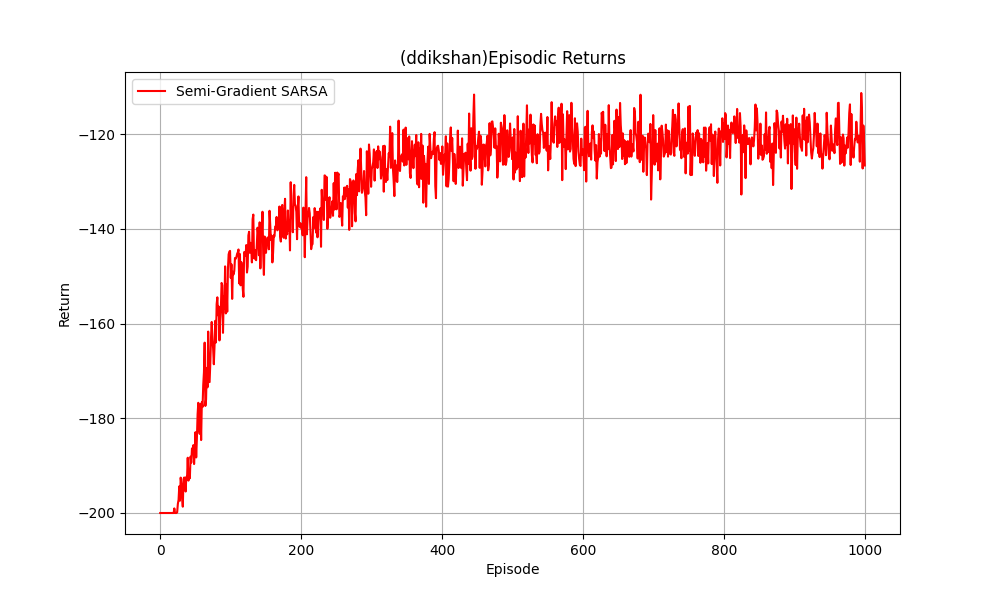 (ddikshan)Episodic Returns
Semi-Gradient SARSA
−120
−140
−160
−180
−200
Return
0 200 400 600 800 1000
Episode